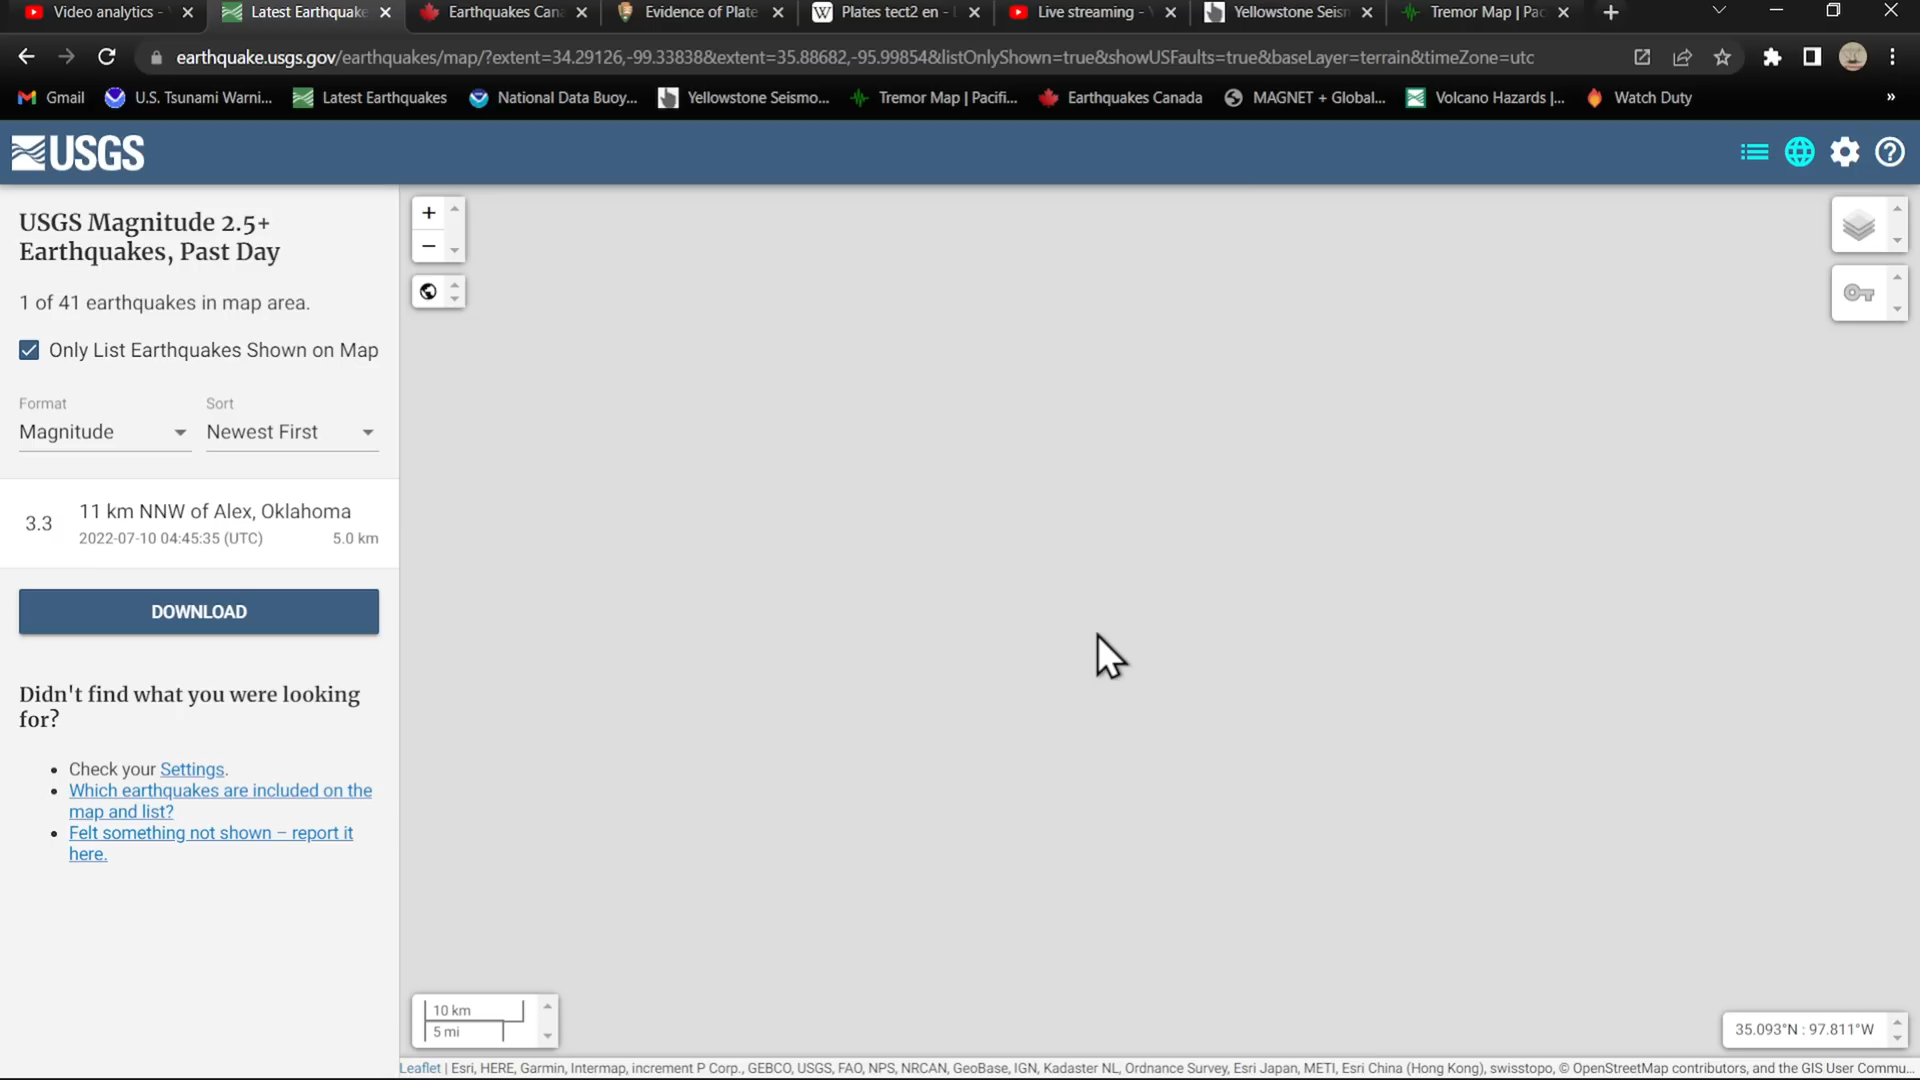 Video analytics -
Latest Earthquake
Earthquakes Can
Evidence of Plate
Plates tect2 en -
Live streaming -
Yellowstone Seis
Tremor Map | Pac
earthquake.usgs.gov/earthquakes/map/?extent=34.29126,-99.33838&extent=35.88682,-95.99854&listOnlyShown=true&showUSFaults=true&baseLayer=terrain&timeZone=utc
Gmail
U.S. Tsunami Warni...
Latest Earthquakes
National Data Buoy...
Yellowstone Seismo...
Tremor Map | Pacifi...
Earthquakes Canada
MAGNET + Global...
Volcano Hazards |...
Watch Duty
»
USGS
USGS Magnitude 2.5+
Earthquakes, Past Day
1 of 41 earthquakes in map area.
Only List Earthquakes Shown on Map
Format
Sort
Magnitude
Newest First
3.3
11 km NNW of Alex, Oklahoma
2022-07-10 04:45:35 (UTC)
5.0 km
DOWNLOAD
Didn't find what you were looking
for?
• Check your Settings.
• Which earthquakes are included on the
map and list?
• Felt something not shown – report it
here.
+
−
10 km
5 mi
35.093°N : 97.811°W
Leaflet | Esri, HERE, Garmin, Intermap, increment P Corp., GEBCO, USGS, FAO, NPS, NRCAN, GeoBase, IGN, Kadaster NL, Ordnance Survey, Esri Japan, METI, Esri China (Hong Kong), swisstopo, © OpenStreetMap contributors, and the GIS User Commu...